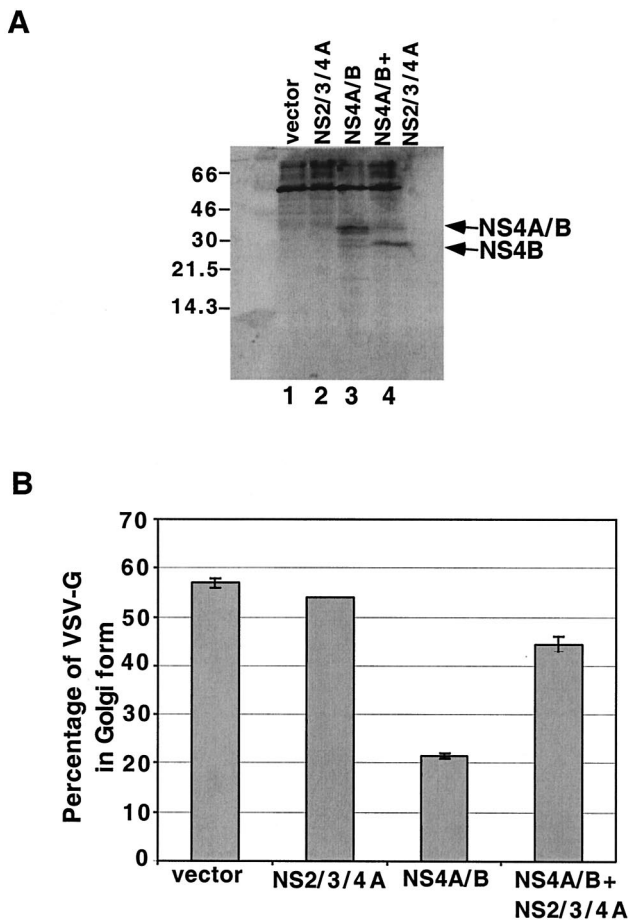 A
vector
NS2/3/4A
NS4A/B
NS4A/B+
NS2/3/4A
66
46
30
21.5
14.3
NS4A/B
NS4B
1 2 3 4
B
Percentage of VSV-G
in Golgi form
70
60
50
40
30
20
10
0
vector
NS2/3/4A
NS4A/B
NS4A/B+
NS2/3/4A